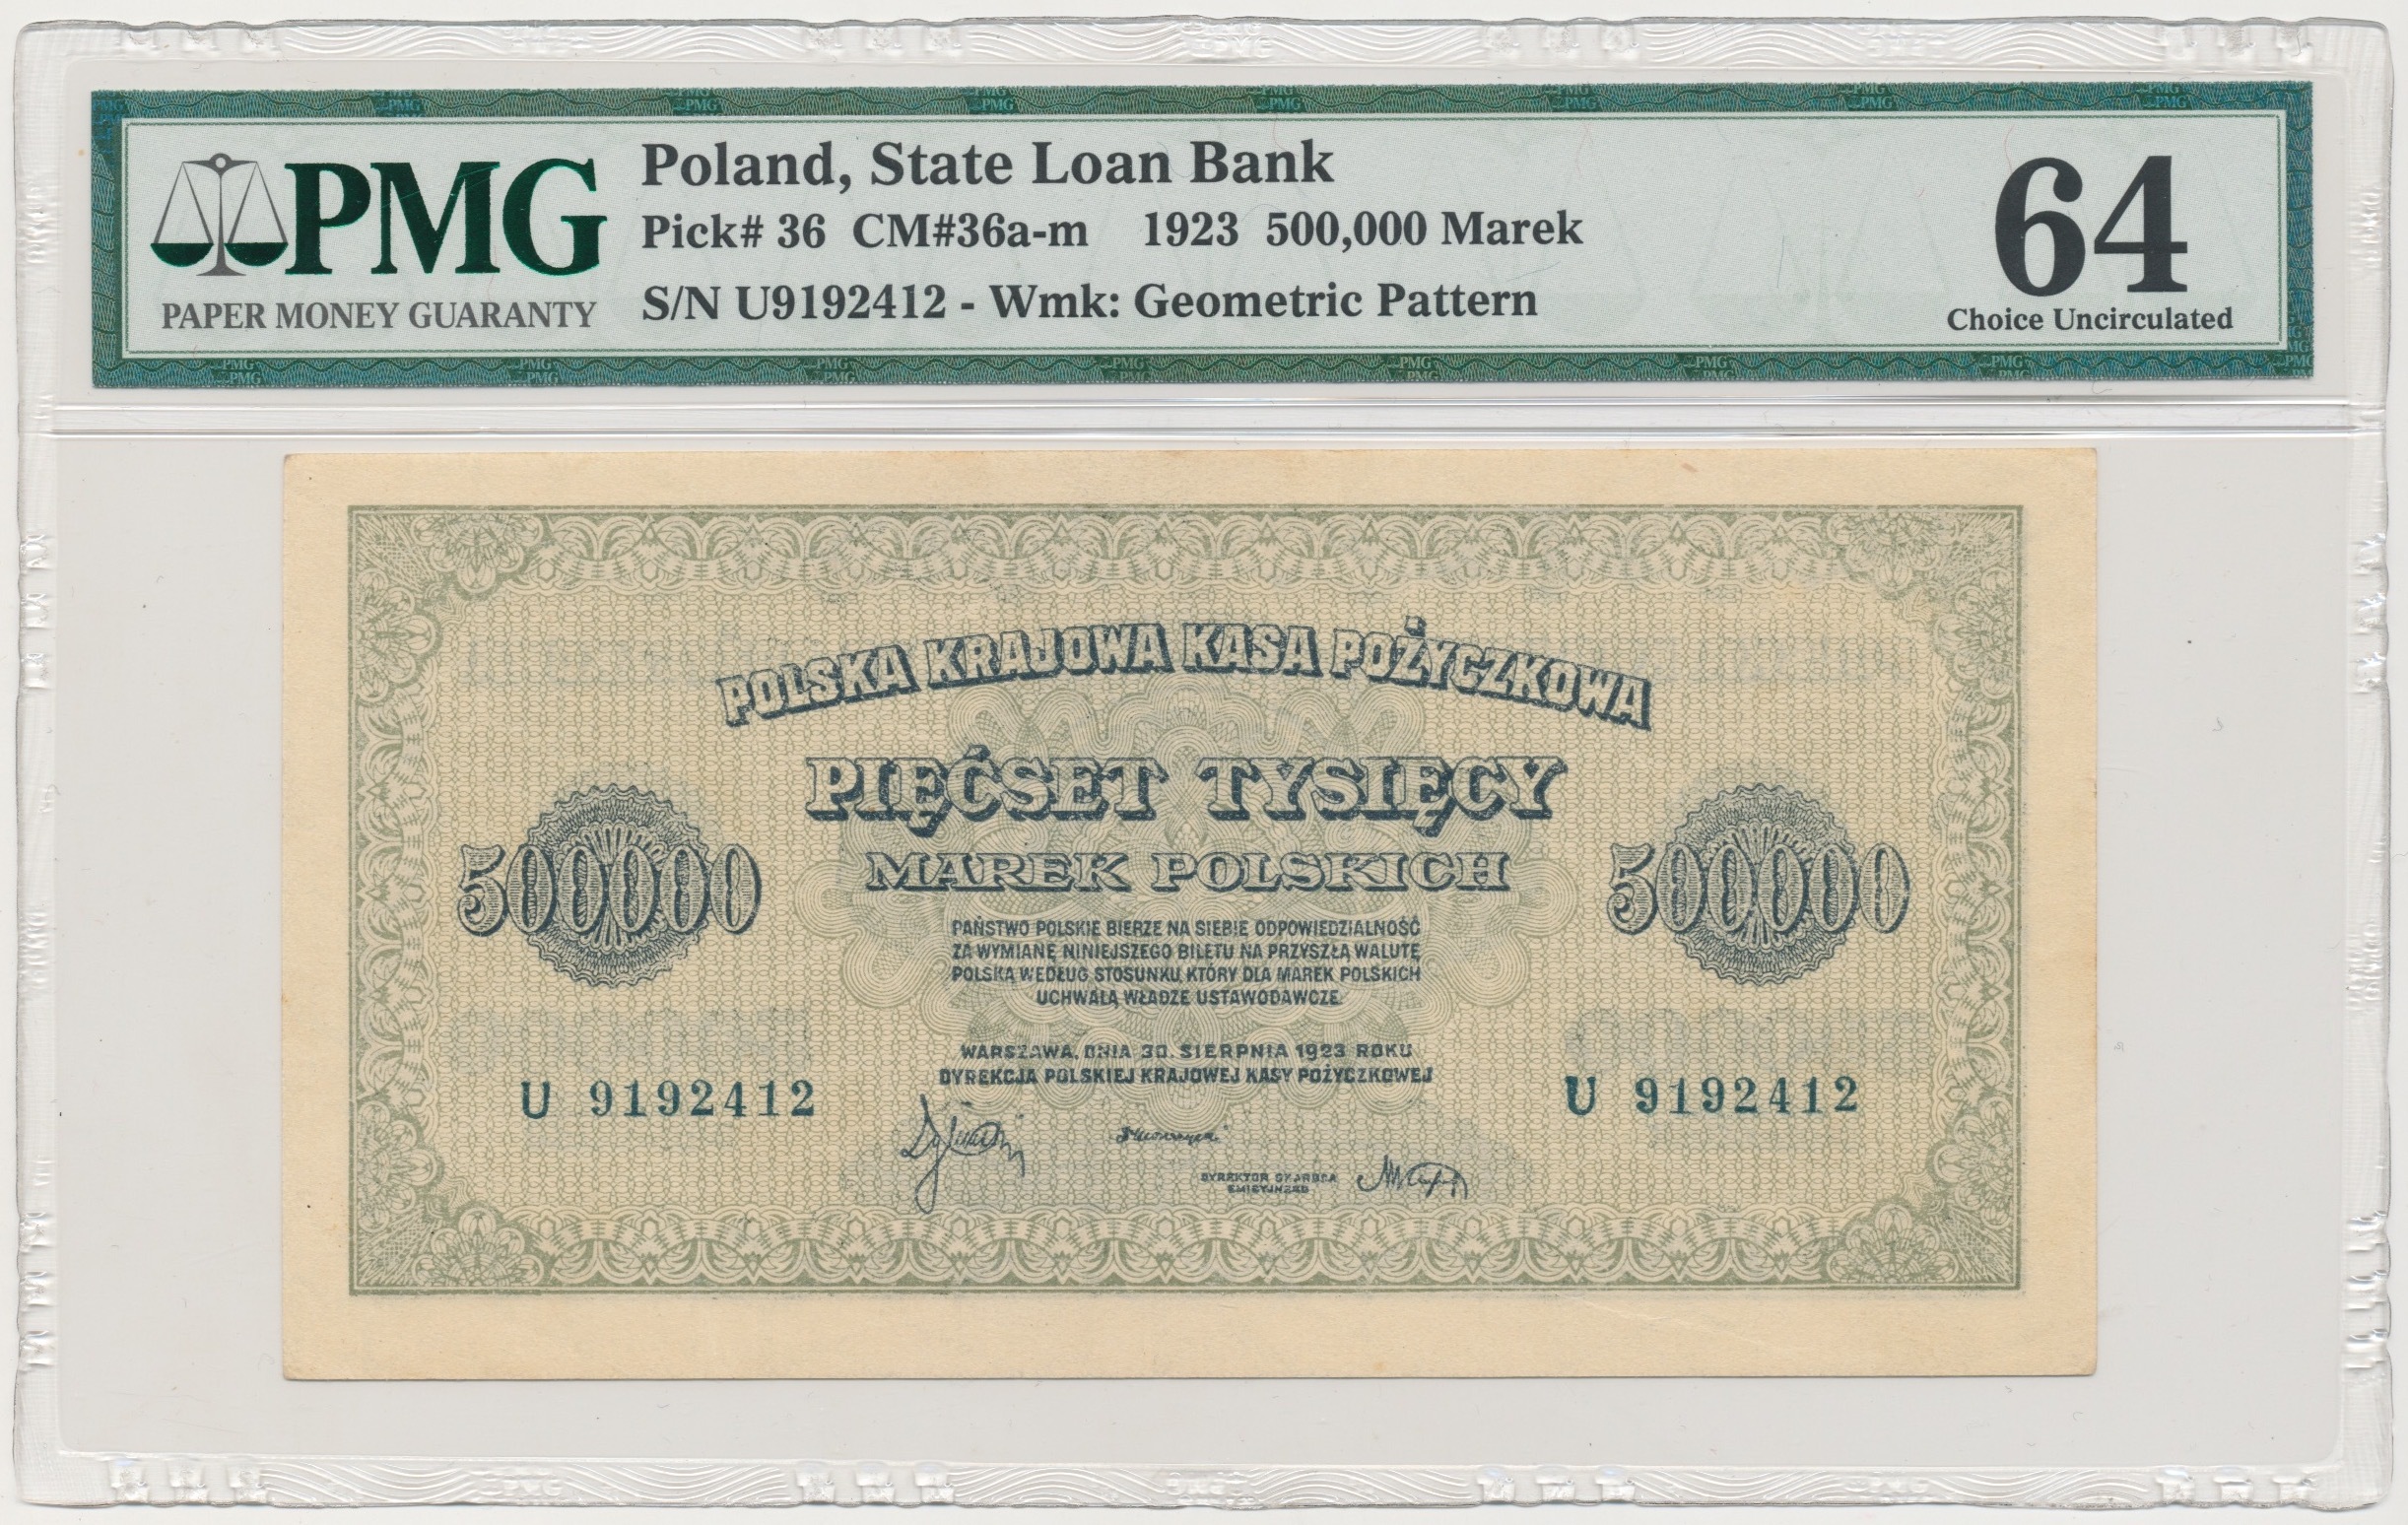 PMG
PAPER MONEY GUARANTY
Poland, State Loan Bank
Pick# 36 CM#36a-m 1923 500,000 Marek
S/N U9192412 - Wmk: Geometric Pattern
64
Choice Uncirculated
POLSKA KRAJOWA KASA POŻYCZKOWA
PIĘĆSET TYSIĘCY
MAREK POLSKICH
500000
500000
PAŃSTWO POLSKIE BIERZE NA SIEBIE ODPOWIEDZIALNOŚĆ
ZA WYMIANĘ NINIEJSZEGO BILETU NA PRZYSZŁĄ WALUTĘ
POLSKĄ WEDŁUG STOSUNKU, KTÓRY DLA MAREK POLSKICH
UCHWALĄ WŁADZE USTAWODAWCZE.
WARSZAWA, DNIA 30. SIERPNIA 1923 ROKU
DYREKCJA POLSKIEJ KRAJOWEJ KASY POŻYCZKOWEJ
U 9192412
U 9192412
DYREKTOR SKARBCA
EMISYJNEGO